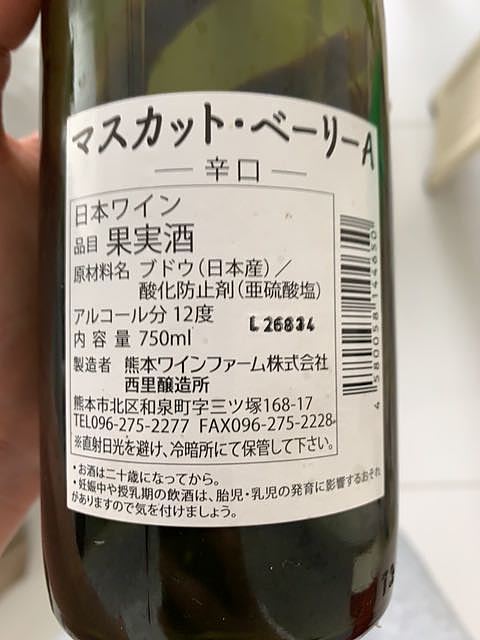 マスカット・ベーリーA
辛口
日本ワイン
品目 果実酒
原材料名 ブドウ(日本産)/
酸化防止剤(亜硫酸塩)
アルコール分 12度
内容量 750ml
L26834
製造者 熊本ワインファーム株式会社
西里醸造所
熊本市北区和泉町字三ツ塚168-17
TEL096-275-2277 FAX096-275-2228
※直射日光を避け、冷暗所にて保管して下さい。
・お酒は二十歳になってから。
・妊娠中や授乳期の飲酒は、胎児・乳児の発育に影響するおそれ
がありますので気を付けましょう。
4 580058 144650